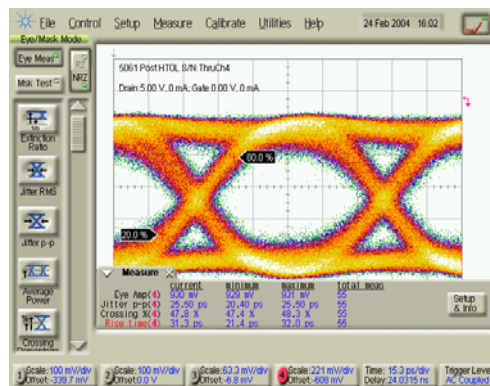 File Control Setup Measure Calibrate Utilities Help 24 Feb 2004 16:02
Eye/Mask Mode
Eye Meas
NRZ
Msk Test
5061 Post HTOL S/N ThruCh4
Drain: 5.00 V, 0 mA; Gate 0.00 V, 0 mA
Extinction Ratio
80.0 %
Jitter RMS
20.0 %
Jitter p-p
Measure
current minimum maximum total meas
Eye Amp(4) 930 mV 929 mV 931 mV 55
Jitter p-p(4) 25.50 ps 20.40 ps 25.50 ps 55
Crossing %(4) 47.8 % 47.4 % 48.3 % 55
Rise time(4) 31.3 ps 21.4 ps 32.0 ps 55
Average Power
Setup & Info
Crossing
1 Scale: 100 mV/div Offset:-339.7 mV
2 Scale: 100 mV/div Offset:0.0 V
3 Scale:63.3 mV/div Offset:-6.8 mV
4 Scale:221 mV/div Offset:-608 mV
Time: 15.3 ps/div Delay:24.0315 ns
Trigger Level AC Coupled